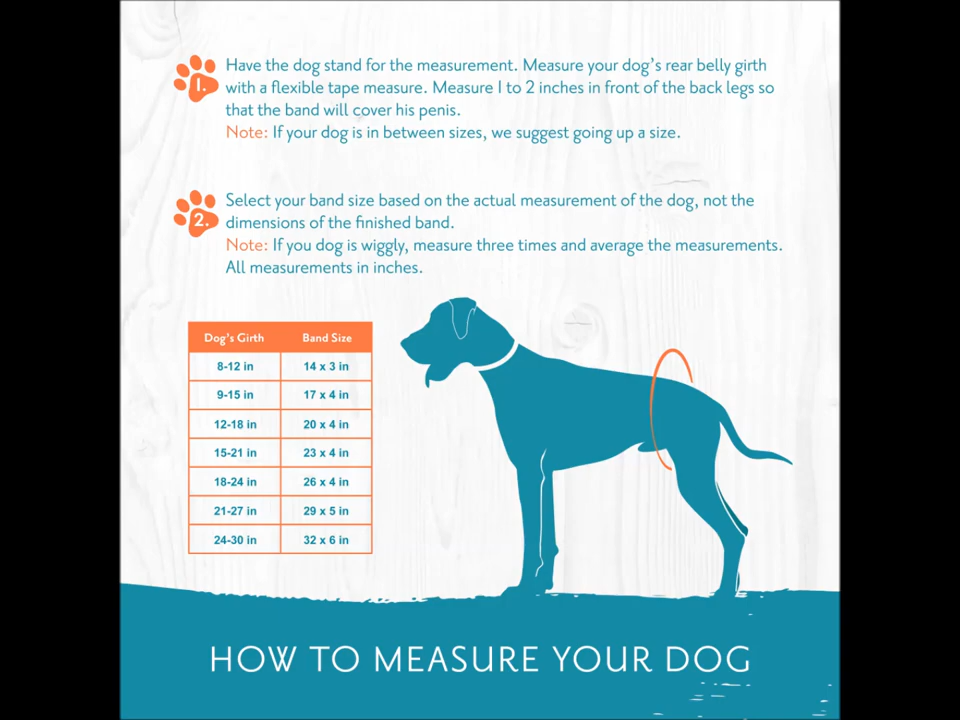 1.
Have the dog stand for the measurement. Measure your dog's rear belly girth
with a flexible tape measure. Measure 1 to 2 inches in front of the back legs so
that the band will cover his penis.
Note: If your dog is in between sizes, we suggest going up a size.
2.
Select your band size based on the actual measurement of the dog, not the
dimensions of the finished band.
Note: If you dog is wiggly, measure three times and average the measurements.
All measurements in inches.
Dog's Girth Band Size
8-12 in 14 x 3 in
9-15 in 17 x 4 in
12-18 in 20 x 4 in
15-21 in 23 x 4 in
18-24 in 26 x 4 in
21-27 in 29 x 5 in
24-30 in 32 x 6 in
HOW TO MEASURE YOUR DOG